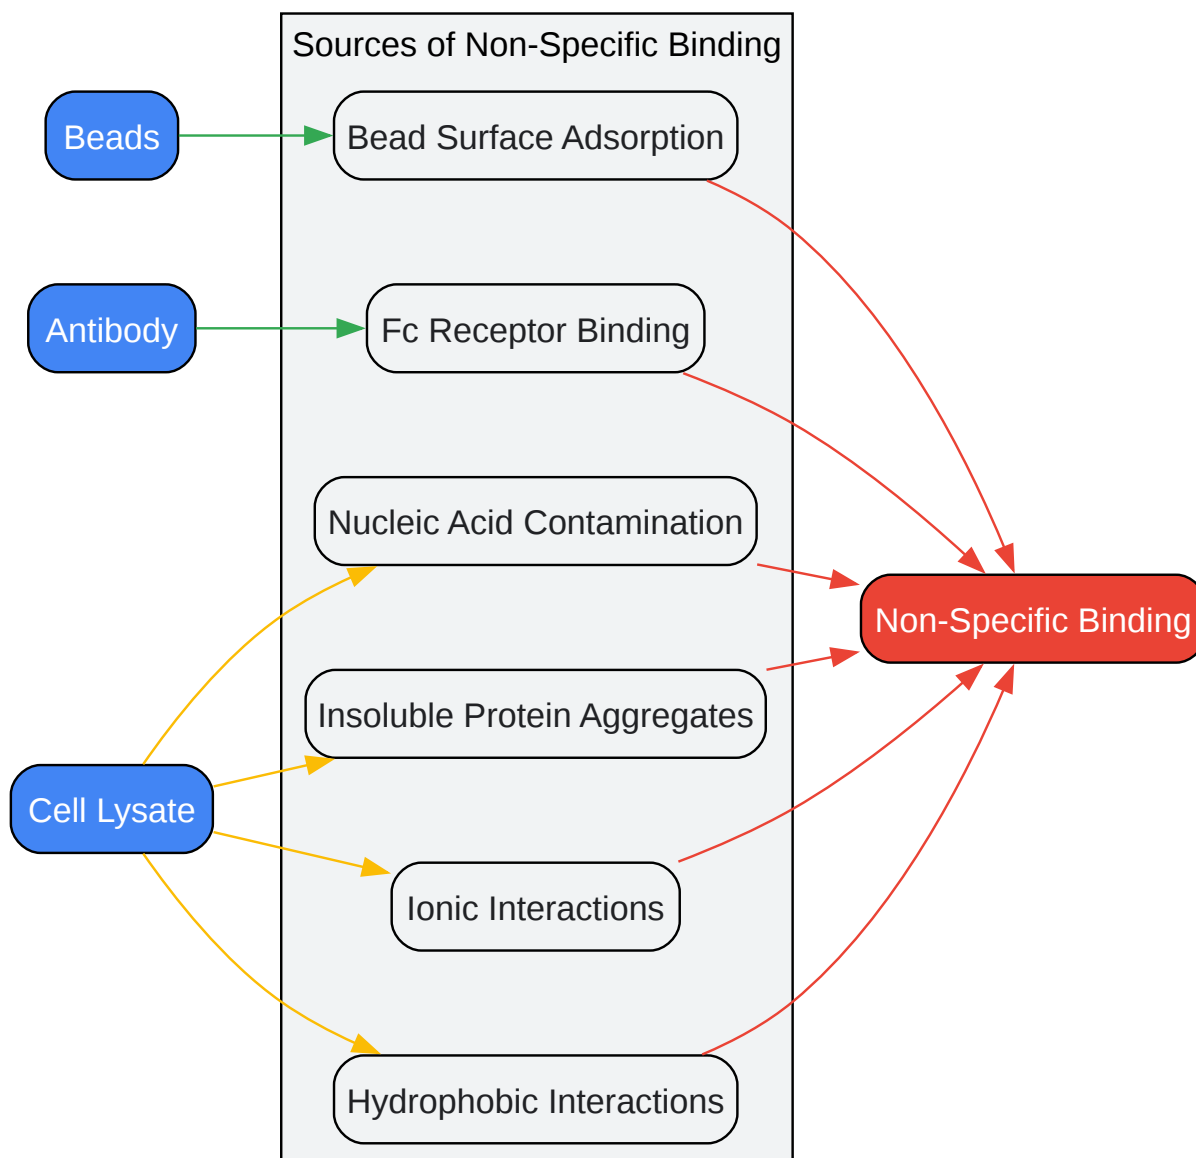 Sources of Non-Specific Binding
Beads
Bead Surface Adsorption
Antibody
Fc Receptor Binding
Nucleic Acid Contamination
Non-Specific Binding
Insoluble Protein Aggregates
Cell Lysate
Ionic Interactions
Hydrophobic Interactions